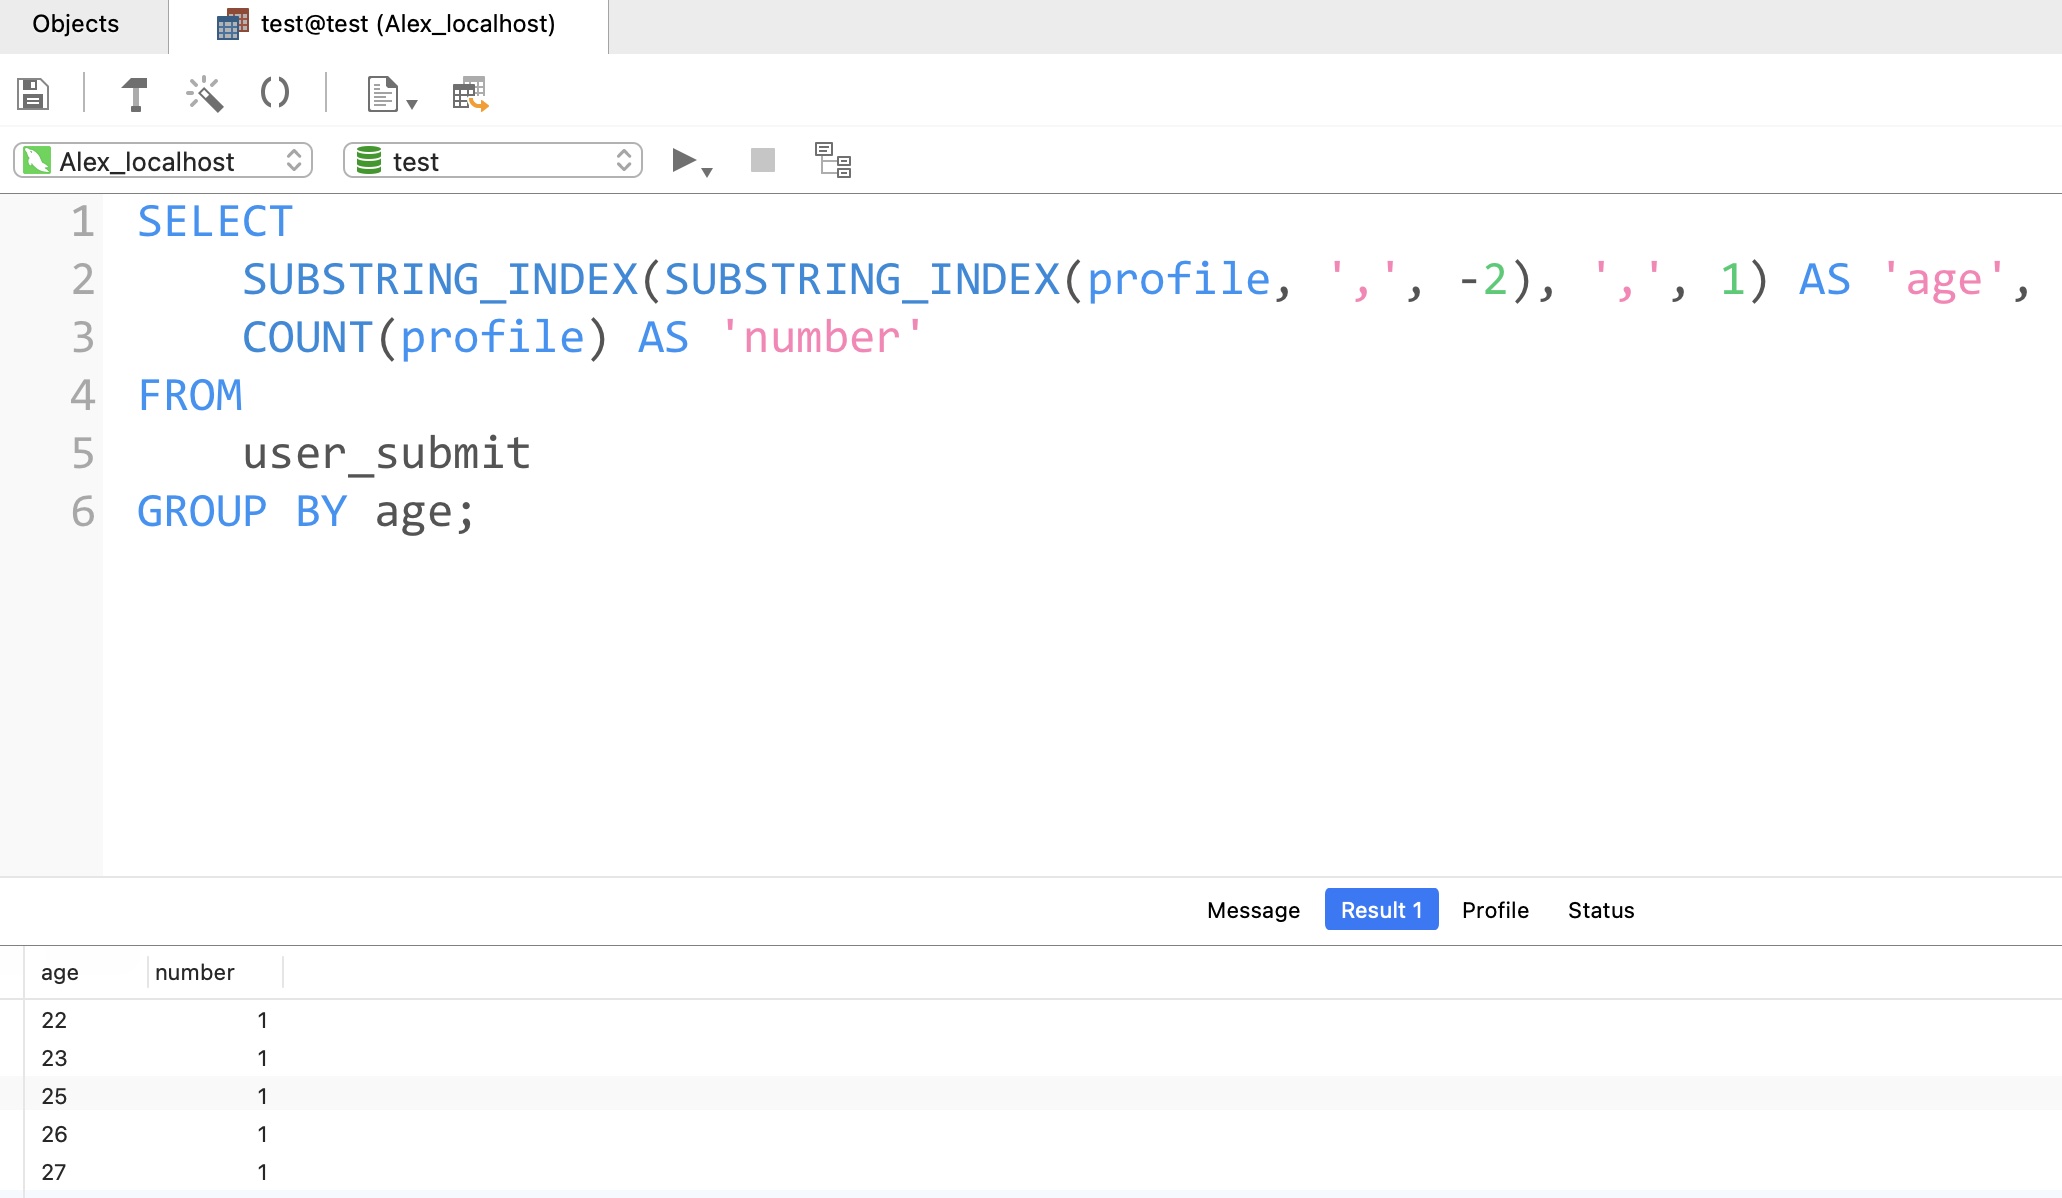 Objects
test@test (Alex_localhost)
Alex_localhost
test
1 SELECT
2 SUBSTRING_INDEX(SUBSTRING_INDEX(profile, ',', -2), ',', 1) AS 'age',
3 COUNT(profile) AS 'number'
4 FROM
5 user_submit
6 GROUP BY age;
Message Result 1 Profile Status
age number
22 1
23 1
25 1
26 1
27 1